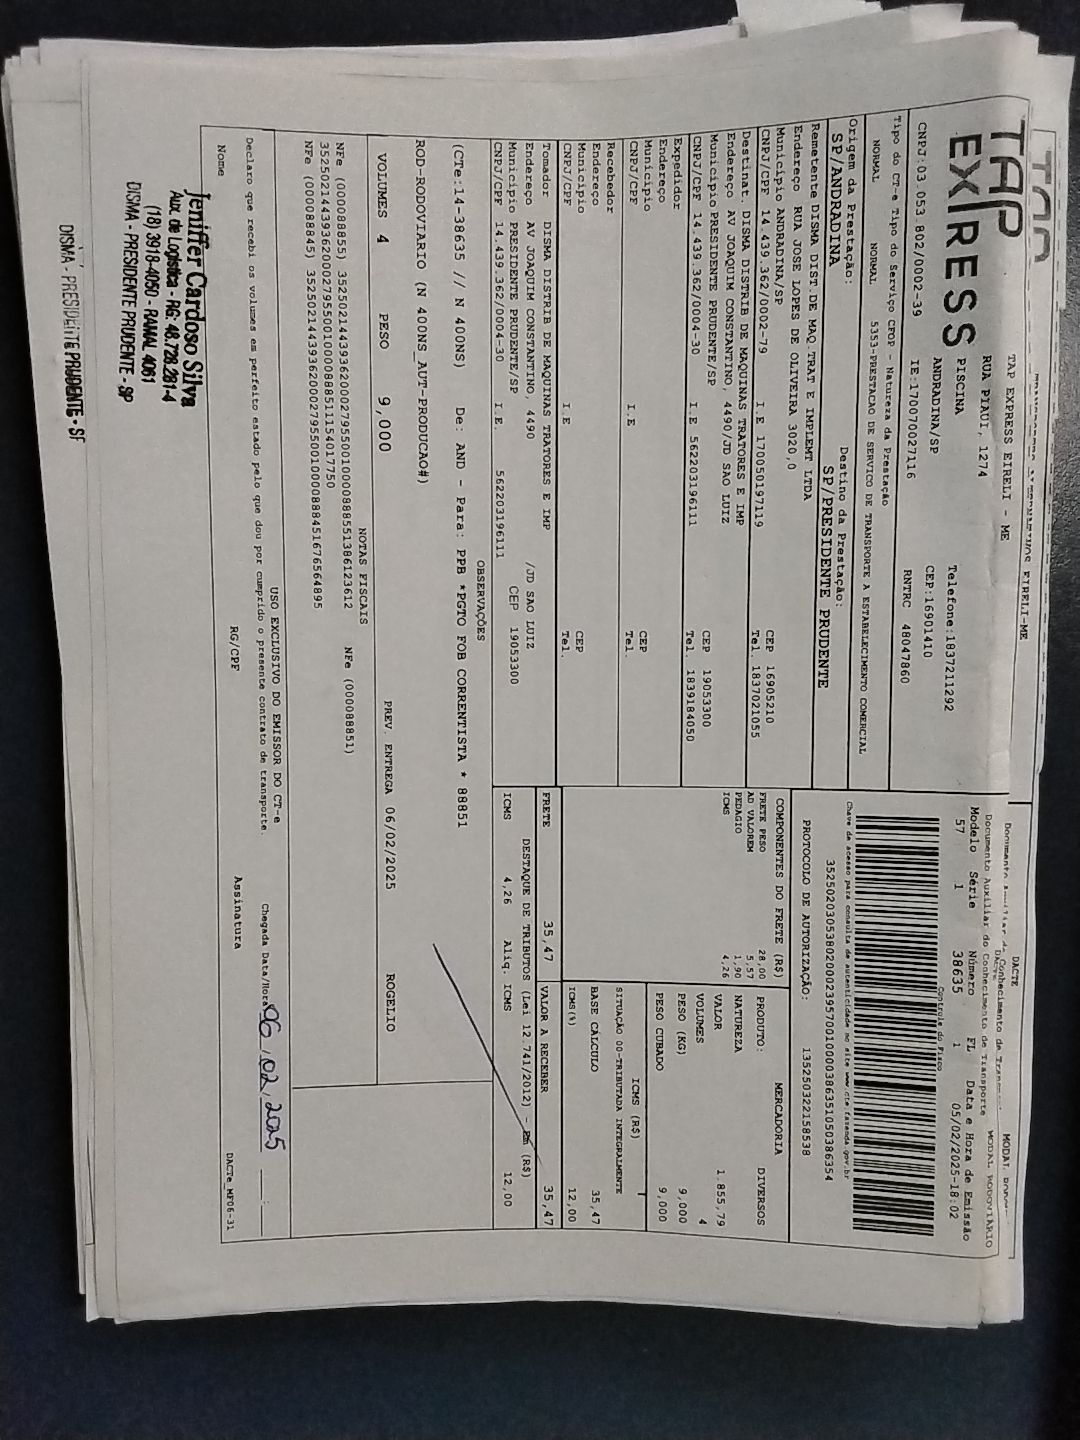 TAP EXPRESS EIRELI - ME
TAP
EXPRESS
RUA PIAUI, 1274
PISCINA
Telefone:1837211292
ANDRADINA/SP
CEP:16901410
CNPJ:03.053.802/0002-39
IE:170070027116
RNTRC 48047860
DACTE
MODAL RODOVIÁRIO
Documento Auxiliar do Conhecimento de Transporte
Modelo Série Número FL Data e Hora de Emissão
57 1 38635 1 05/02/2025-18:02
Controle do Fisco
Chave de acesso para consulta de autenticidade no site www.cte.fazenda.gov.br
35250203053802000239570010000386351050386354
PROTOCOLO DE AUTORIZAÇÃO: 135250322158538
Tipo do CT-e Tipo do Serviço CFOP - Natureza da Prestação
NORMAL NORMAL 5353-PRESTACAO DE SERVICO DE TRANSPORTE A ESTABELECIMENTO COMERCIAL
Origem da Prestação: Destino da Prestação:
SP/ANDRADINA SP/PRESIDENTE PRUDENTE
Remetente DISMA DIST.DE MAQ.TRAT E IMPLEMT LTDA
Endereço RUA JOSE LOPES DE OLIVEIRA 3020,0
Município ANDRADINA/SP CEP 16905210
CNPJ/CPF 14.439.362/0002-79 I.E 170050197119 Tel. 1837021055
Destinat. DISMA DISTRIB DE MAQUINAS TRATORES E IMP
Endereço AV JOAQUIM CONSTANTINO, 4490/JD SAO LUIZ
Município PRESIDENTE PRUDENTE/SP CEP 19053300
CNPJ/CPF 14.439.362/0004-30 I.E 562203196111 Tel. 1839184050
Expedidor
Endereço
Município CEP
CNPJ/CPF I.E Tel.
Recebedor
Endereço
Município CEP
CNPJ/CPF I.E Tel.
Tomador DISMA DISTRIB DE MAQUINAS TRATORES E IMP
Endereço AV JOAQUIM CONSTANTINO, 4490 /JD SAO LUIZ
Município PRESIDENTE PRUDENTE/SP CEP 19053300
CNPJ/CPF 14.439.362/0004-30 I.E. 562203196111
COMPONENTES DO FRETE (R$)
FRETE PESO 28,00
AD VALOREM 5,57
PEDAGIO 1,90
ICMS 4,26
MERCADORIA
PRODUTO: DIVERSOS
NATUREZA
VALOR 1.855,79
VOLUMES 4
PESO (KG) 9,000
PESO CUBADO 9,000
ICMS (R$)
SITUAÇÃO 00-TRIBUTADA INTEGRALMENTE
BASE CÁLCULO 35,47
ICMS(%) 12,00
FRETE 35,47 VALOR A RECEBER 35,47
DESTAQUE DE TRIBUTOS (Lei 12.741/2012) - Em (R$)
ICMS 4,26 Aliq. ICMS 12,00
OBSERVAÇÕES
(CTe:14-38635 // N 400NS) De: AND - Para: PPB *PGTO FOB CORRENTISTA * 88851
ROD-RODOVIARIO (N 400NS_AUT-PRODUCAO#)
VOLUMES 4 PESO 9,000 PREV. ENTREGA 06/02/2025 ROGELIO
NOTAS FISCAIS
NFe (000088855) 35250214439362000279550010000888551386123612 NFe (000088851)
35250214439362000279550010000888511154017750
NFe (000088845) 35250214439362000279550010000888451676564895
USO EXCLUSIVO DO EMISSOR DO CT-e
Declaro que recebi os volumes em perfeito estado pelo que dou por cumprido o presente contrato de transporte. Chegada Data/Hora 06/02/2025 :
Nome RG/CPF Assinatura
DACTe_MF06-31
Jeniffer Cardoso Silva
Aux. de Logística - RG: 48.728.281-4
(18) 3918-4050 - RAMAL 4061
DISMA - PRESIDENTE PRUDENTE - SP
DISMA - PRESIDENTE PRUDENTE - SP